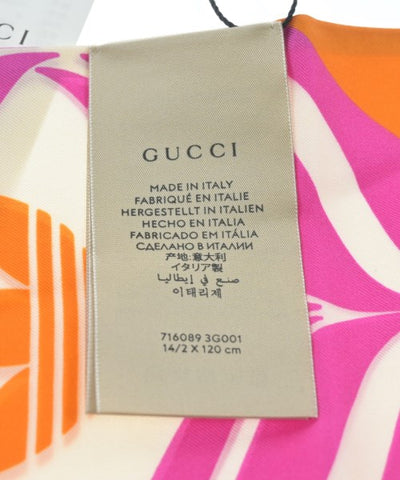 GUCCI
GUCCI
MADE IN ITALY
FABRIQUÉ EN ITALIE
HERGESTELLT IN ITALIEN
HECHO EN ITALIA
FABRICADO EM ITÁLIA
СДЕЛАНО В ИТАЛИИ
产地:意大利
イタリア製
صنع في إيطاليا
이태리제
716089 3G001
14/2 X 120 cm